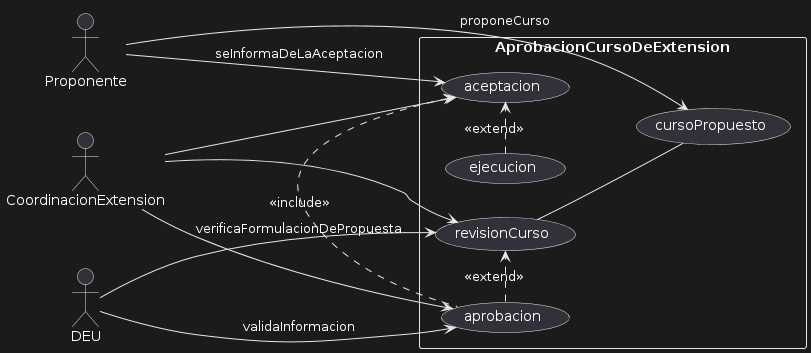 proponeCurso
AprobacionCursoDeExtension
seInformaDeLaAceptacion
Proponente
aceptacion
cursoPropuesto
«extend»
ejecucion
CoordinacionExtension
«include»
verificaFormulacionDePropuesta
revisionCurso
«extend»
aprobacion
validaInformacion
DEU